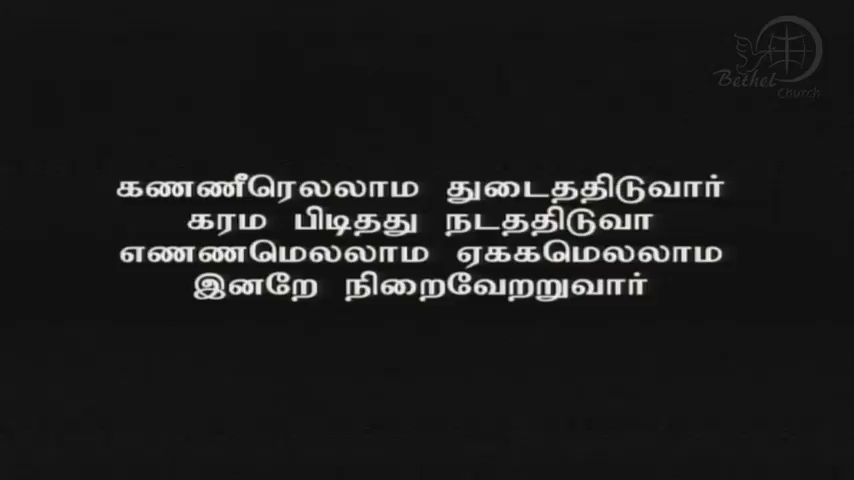 Bethel
Church
கணணீரெலலாம துடைததிடுவார்
கரம பிடிதது நடததிடுவா
எணணமெலலாம ஏககமெலலாம
இனறே நிறைவேறறுவார்